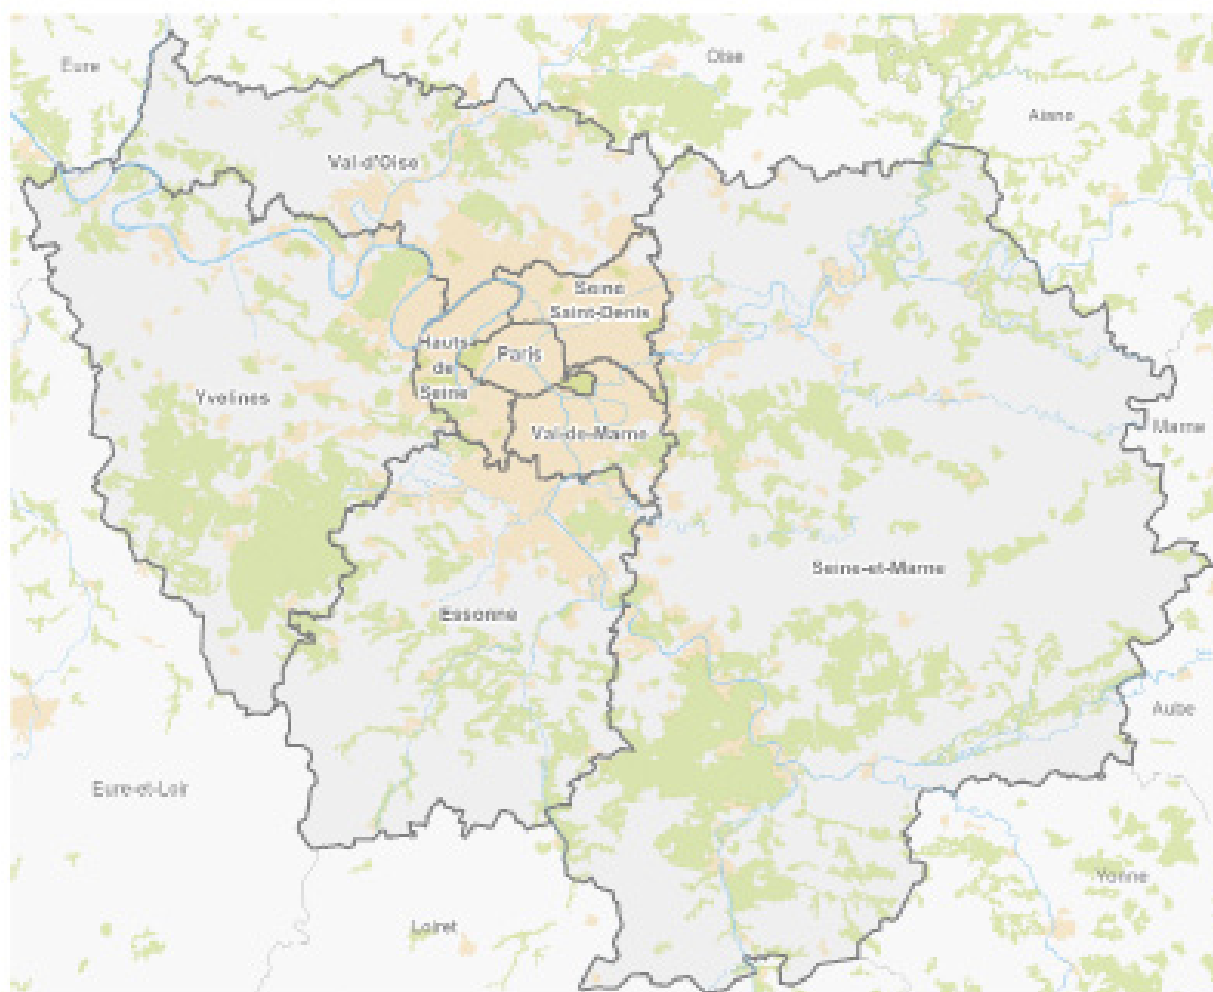 Oise
Eure
Aisne
Val-d'Oise
Seine
Saint-Denis
Hauts
de
Seine
Paris
Yvelines
Marne
Val-de-Marne
Seine-et-Marne
Essonne
Aube
Eure-et-Loir
Yonne
Loiret